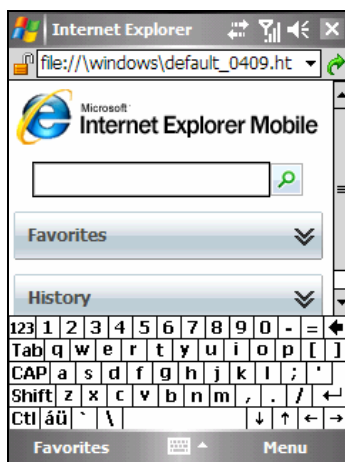 Internet Explorer
file://\windows\default_0409.ht
Microsoft
Internet Explorer Mobile
Favorites
History
123 1 2 3 4 5 6 7 8 9 0 - =
Tab q w e r t y u i o p [ ]
CAP a s d f g h j k l ; '
Shift z x c v b n m , . /
Ctl áü ` \
Favorites Menu